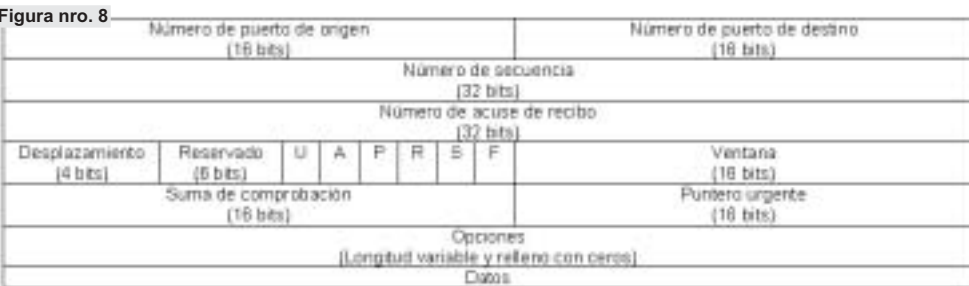 Figura nro. 8
Número de puerto de origen
(16 bits)
Número de puerto de destino
(16 bits)
Número de secuencia
(32 bits)
Número de acuse de recibo
(32 bits)
Desplazamiento
(4 bits)
Reservado
(6 bits)
U
A
P
R
S
F
Ventana
(16 bits)
Suma de comprobación
(16 bits)
Puntero urgente
(16 bits)
Opciones
(Longitud variable y relleno con ceros)
Datos